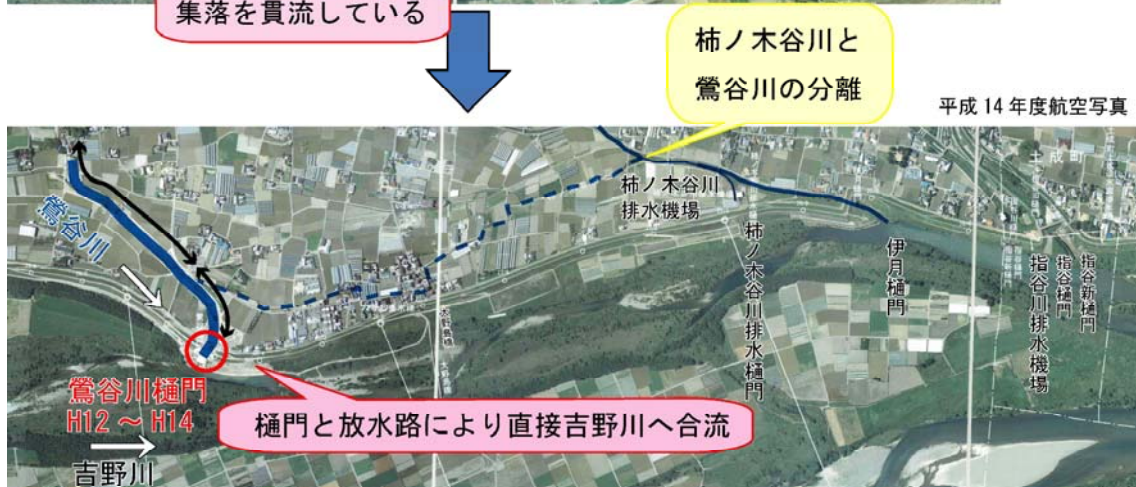 集落を貫流している
柿ノ木谷川と
鶯谷川の分離
平成 14 年度航空写真
土成町
鶯谷川
柿ノ木谷川
排水機場
柿ノ木谷川排水樋門
伊月樋門
指谷川排水機場
指谷樋門
指谷新樋門
鶯谷川樋門
H12 ～ H14
樋門と放水路により直接吉野川へ合流
吉野川